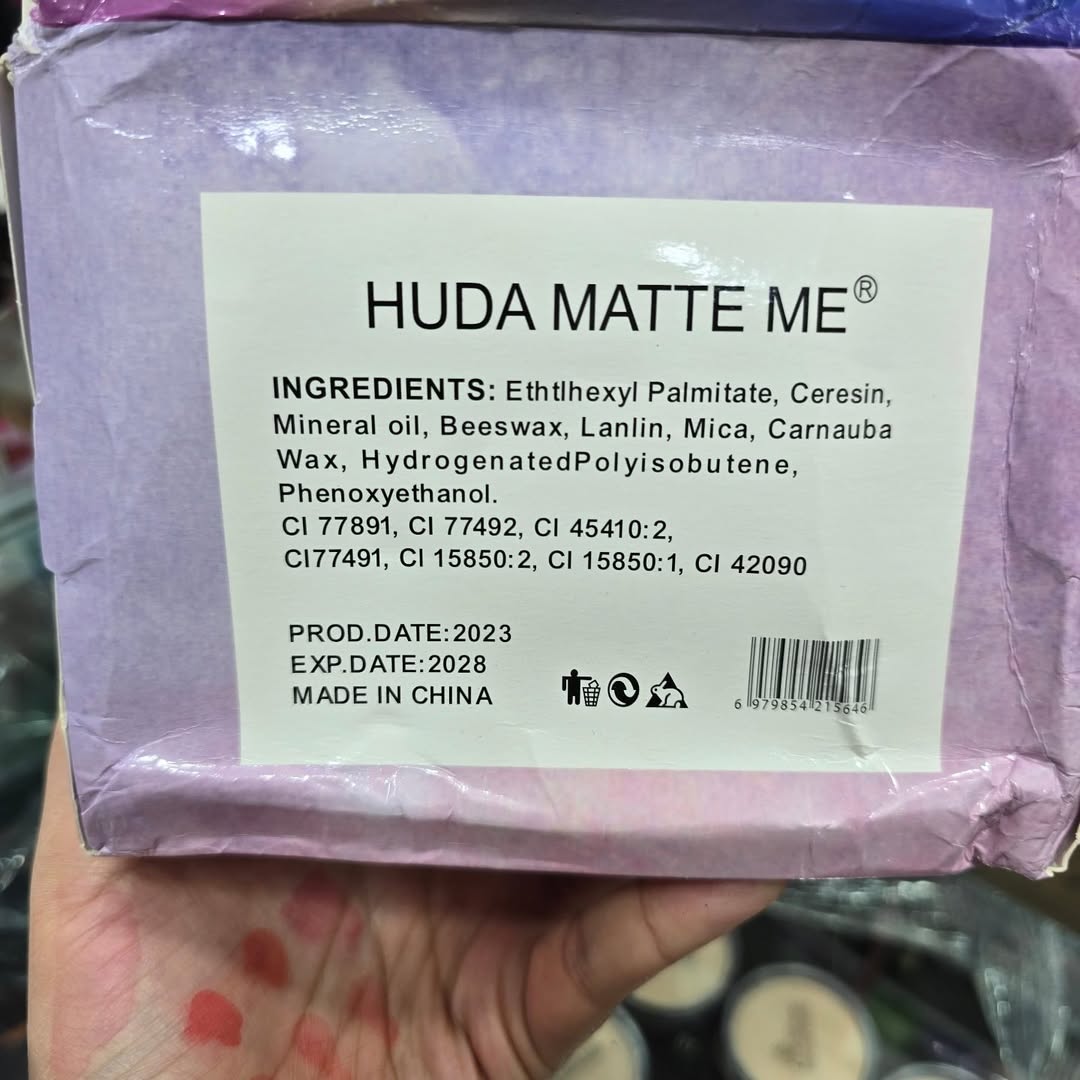 HUDA MATTE ME®
INGREDIENTS: Ethtlhexyl Palmitate, Ceresin,
Mineral oil, Beeswax, Lanlin, Mica, Carnauba
Wax, HydrogenatedPolyisobutene,
Phenoxyethanol.
CI 77891, CI 77492, CI 45410:2,
CI77491, CI 15850:2, CI 15850:1, CI 42090
PROD.DATE:2023
EXP.DATE:2028
MADE IN CHINA
6 979854 215646